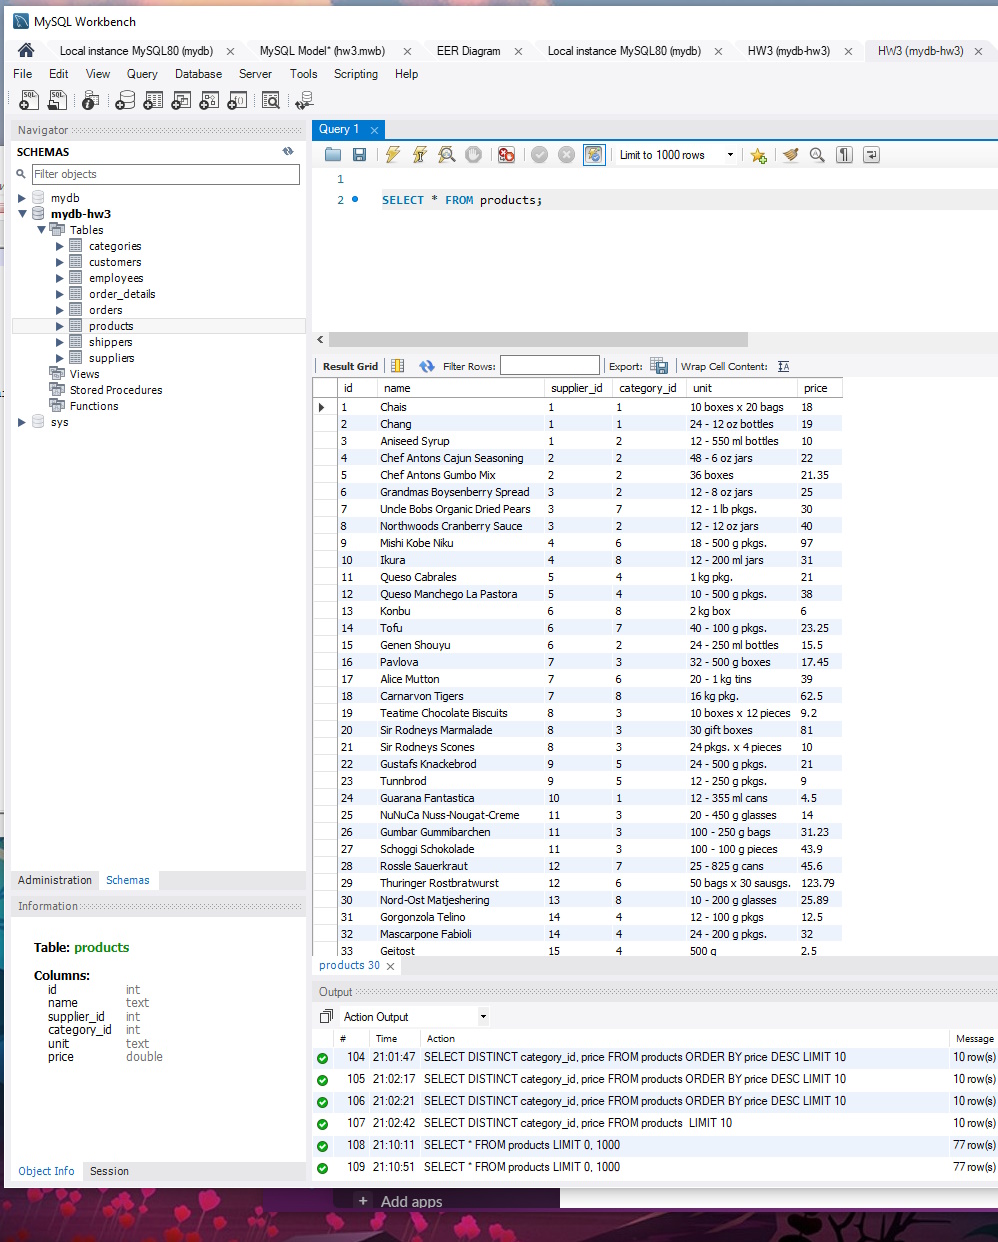 MySQL Workbench
Local instance MySQL80 (mydb) MySQL Model* (hw3.mwb) EER Diagram Local instance MySQL80 (mydb) HW3 (mydb-hw3) HW3 (mydb-hw3)
File Edit View Query Database Server Tools Scripting Help
Navigator
SCHEMAS
Filter objects
mydb
mydb-hw3
Tables
categories
customers
employees
order_details
orders
products
shippers
suppliers
Views
Stored Procedures
Functions
sys
Administration Schemas
Information
Table: products
Columns:
id int
name text
supplier_id int
category_id int
unit text
price double
Object Info Session
Query 1
Limit to 1000 rows
1
2 SELECT * FROM products;
Result Grid Filter Rows: Export: Wrap Cell Content:
id name supplier_id category_id unit price
1 Chais 1 1 10 boxes x 20 bags 18
2 Chang 1 1 24 - 12 oz bottles 19
3 Aniseed Syrup 1 2 12 - 550 ml bottles 10
4 Chef Antons Cajun Seasoning 2 2 48 - 6 oz jars 22
5 Chef Antons Gumbo Mix 2 2 36 boxes 21.35
6 Grandmas Boysenberry Spread 3 2 12 - 8 oz jars 25
7 Uncle Bobs Organic Dried Pears 3 7 12 - 1 lb pkgs. 30
8 Northwoods Cranberry Sauce 3 2 12 - 12 oz jars 40
9 Mishi Kobe Niku 4 6 18 - 500 g pkgs. 97
10 Ikura 4 8 12 - 200 ml jars 31
11 Queso Cabrales 5 4 1 kg pkg. 21
12 Queso Manchego La Pastora 5 4 10 - 500 g pkgs. 38
13 Konbu 6 8 2 kg box 6
14 Tofu 6 7 40 - 100 g pkgs. 23.25
15 Genen Shouyu 6 2 24 - 250 ml bottles 15.5
16 Pavlova 7 3 32 - 500 g boxes 17.45
17 Alice Mutton 7 6 20 - 1 kg tins 39
18 Carnarvon Tigers 7 8 16 kg pkg. 62.5
19 Teatime Chocolate Biscuits 8 3 10 boxes x 12 pieces 9.2
20 Sir Rodneys Marmalade 8 3 30 gift boxes 81
21 Sir Rodneys Scones 8 3 24 pkgs. x 4 pieces 10
22 Gustafs Knackebrod 9 5 24 - 500 g pkgs. 21
23 Tunnbrod 9 5 12 - 250 g pkgs. 9
24 Guarana Fantastica 10 1 12 - 355 ml cans 4.5
25 NuNuCa Nuss-Nougat-Creme 11 3 20 - 450 g glasses 14
26 Gumbar Gummibarchen 11 3 100 - 250 g bags 31.23
27 Schoggi Schokolade 11 3 100 - 100 g pieces 43.9
28 Rossle Sauerkraut 12 7 25 - 825 g cans 45.6
29 Thuringer Rostbratwurst 12 6 50 bags x 30 sausgs. 123.79
30 Nord-Ost Matjeshering 13 8 10 - 200 g glasses 25.89
31 Gorgonzola Telino 14 4 12 - 100 g pkgs 12.5
32 Mascarpone Fabioli 14 4 24 - 200 g pkgs. 32
33 Geitost 15 4 500 g 2.5
products 30
Output
Action Output
# Time Action Message
104 21:01:47 SELECT DISTINCT category_id, price FROM products ORDER BY price DESC LIMIT 10 10 row(s)
105 21:02:17 SELECT DISTINCT category_id, price FROM products ORDER BY price DESC LIMIT 10 10 row(s)
106 21:02:21 SELECT DISTINCT category_id, price FROM products ORDER BY price DESC LIMIT 10 10 row(s)
107 21:02:42 SELECT DISTINCT category_id, price FROM products LIMIT 10 10 row(s)
108 21:10:11 SELECT * FROM products LIMIT 0, 1000 77 row(s)
109 21:10:51 SELECT * FROM products LIMIT 0, 1000 77 row(s)
+ Add apps